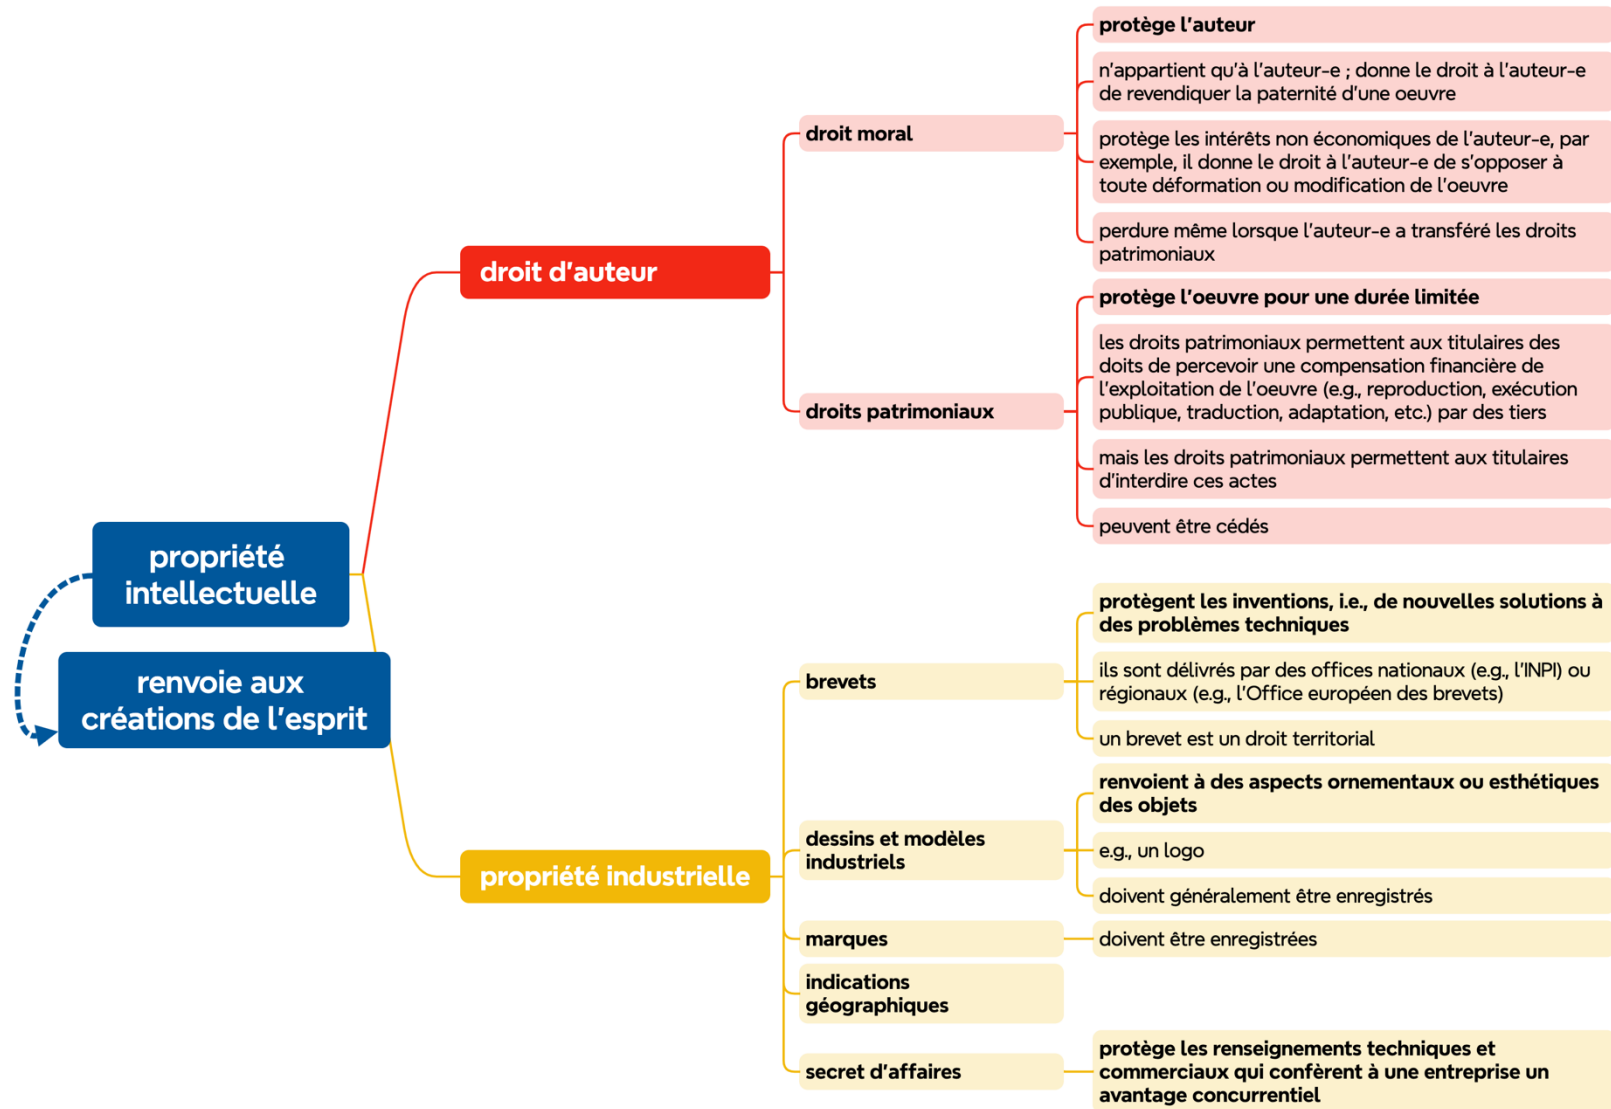 propriété
intellectuelle
renvoie aux
créations de l'esprit
droit d'auteur
droit moral
protège l'auteur
n'appartient qu'à l'auteur-e ; donne le droit à l'auteur-e
de revendiquer la paternité d'une oeuvre
protège les intérêts non économiques de l'auteur-e, par
exemple, il donne le droit à l'auteur-e de s'opposer à
toute déformation ou modification de l'oeuvre
perdure même lorsque l'auteur-e a transféré les droits
patrimoniaux
droits patrimoniaux
protège l'oeuvre pour une durée limitée
les droits patrimoniaux permettent aux titulaires des
doits de percevoir une compensation financière de
l'exploitation de l'oeuvre (e.g., reproduction, exécution
publique, traduction, adaptation, etc.) par des tiers
mais les droits patrimoniaux permettent aux titulaires
d'interdire ces actes
peuvent être cédés
propriété industrielle
brevets
protègent les inventions, i.e., de nouvelles solutions à
des problèmes techniques
ils sont délivrés par des offices nationaux (e.g., l'INPI) ou
régionaux (e.g., l'Office européen des brevets)
un brevet est un droit territorial
dessins et modèles
industriels
renvoient à des aspects ornementaux ou esthétiques
des objets
e.g., un logo
doivent généralement être enregistrés
marques
doivent être enregistrées
indications
géographiques
secret d'affaires
protège les renseignements techniques et
commerciaux qui confèrent à une entreprise un
avantage concurrentiel